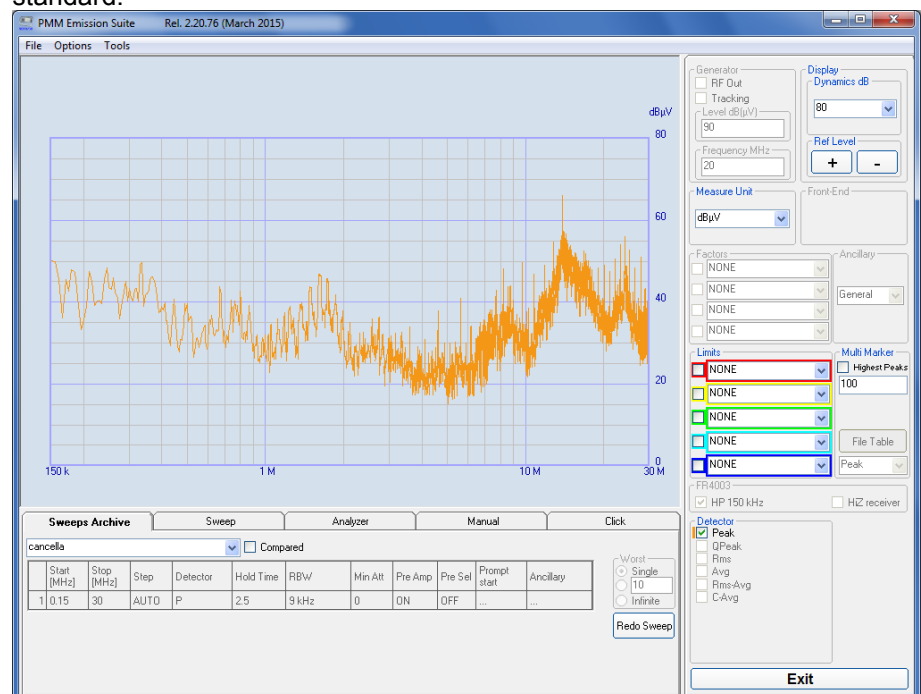 standard.
PMM Emission Suite Rel. 2.20.76 (March 2015)
File Options Tools
dBµV
80
60
40
20
0
150 k 1 M 10 M 30 M
Generator
RF Out
Tracking
Level dB(µV)
90
Frequency MHz
20
Display
Dynamics dB
80
Ref Level
+ -
Measure Unit
dBµV
Front-End
Factors
NONE
NONE
NONE
NONE
Ancillary
General
Limits
NONE
NONE
NONE
NONE
NONE
Multi Marker
Highest Peaks
100
File Table
Peak
FR4003
HP 150 kHz HiZ receiver
Detector
Peak
QPeak
Rms
Avg
Rms-Avg
C-Avg
Exit
Sweeps Archive Sweep Analyzer Manual Click
cancella Compared
Start [MHz] Stop [MHz] Step Detector Hold Time RBW Min Att Pre Amp Pre Sel Prompt start Ancillary
1 0.15 30 AUTO P 2.5 9 kHz 0 ON OFF ... ...
Worst
Single
10
Infinite
Redo Sweep